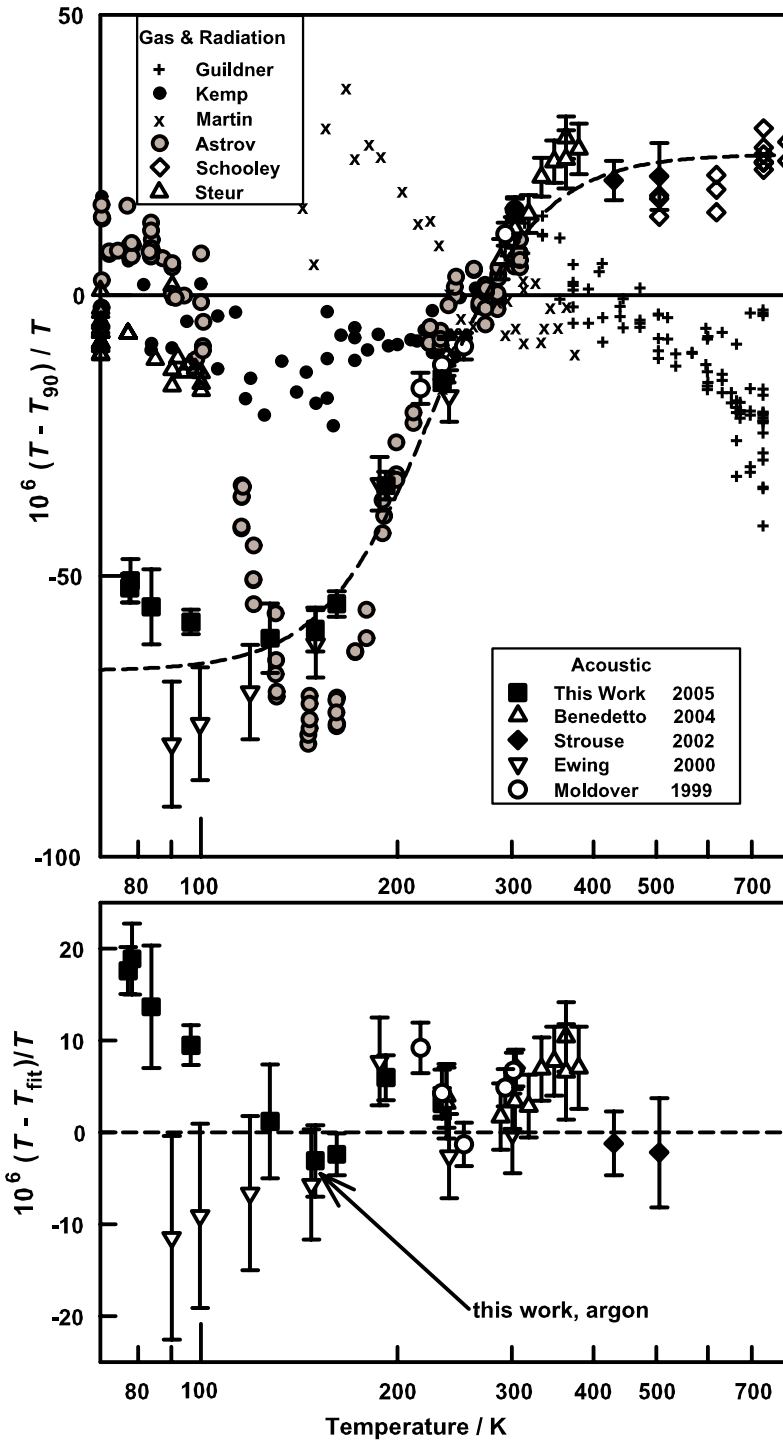 50
Gas & Radiation
Guildner
Kemp
Martin
Astrov
Schooley
Steur
0
10⁶ (T - T₉₀) / T
-50
Acoustic
This Work 2005
Benedetto 2004
Strouse 2002
Ewing 2000
Moldover 1999
-100
80 100 200 300 400 500 700
20
10
0
10⁶ (T - T_fit)/T
-10
this work, argon
-20
80 100 200 300 400 500 700
Temperature / K